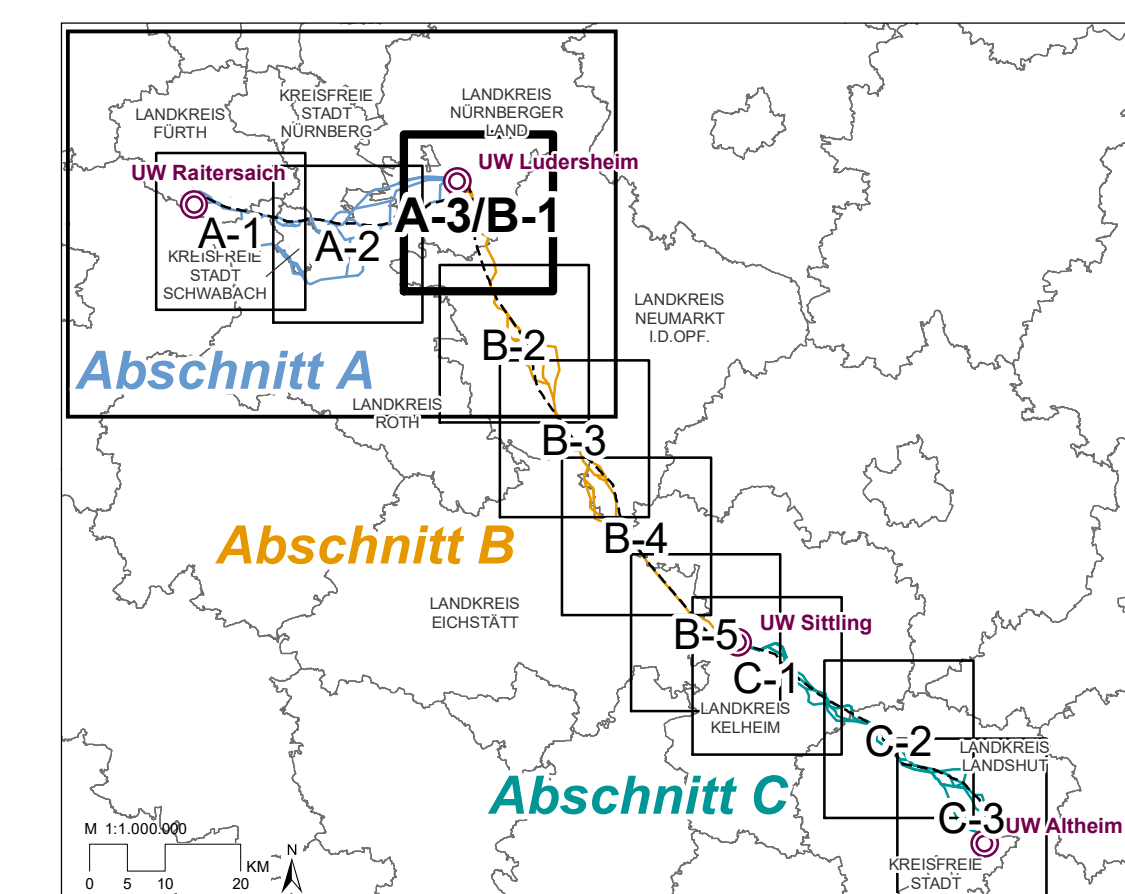 KREISFREIE
STADT
NÜRNBERG
LANDKREIS
NÜRNBERGER
LAND
LANDKREIS
FÜRTH
UW Raitersaich
UW Ludersheim
A-1
A-2
A-3/B-1
KREISFREIE
STADT
SCHWABACH
LANDKREIS
NEUMARKT
I.D.OPF.
B-2
Abschnitt A
LANDKREIS
ROTH
B-3
Abschnitt B
B-4
LANDKREIS
EICHSTÄTT
B-5
UW Sittling
C-1
LANDKREIS
KELHEIM
C-2
LANDKREIS
LANDSHUT
Abschnitt C
C-3
UW Altheim
KREISFREIE
STADT
M 1:1.000.000
N
KM
0 5 10 20